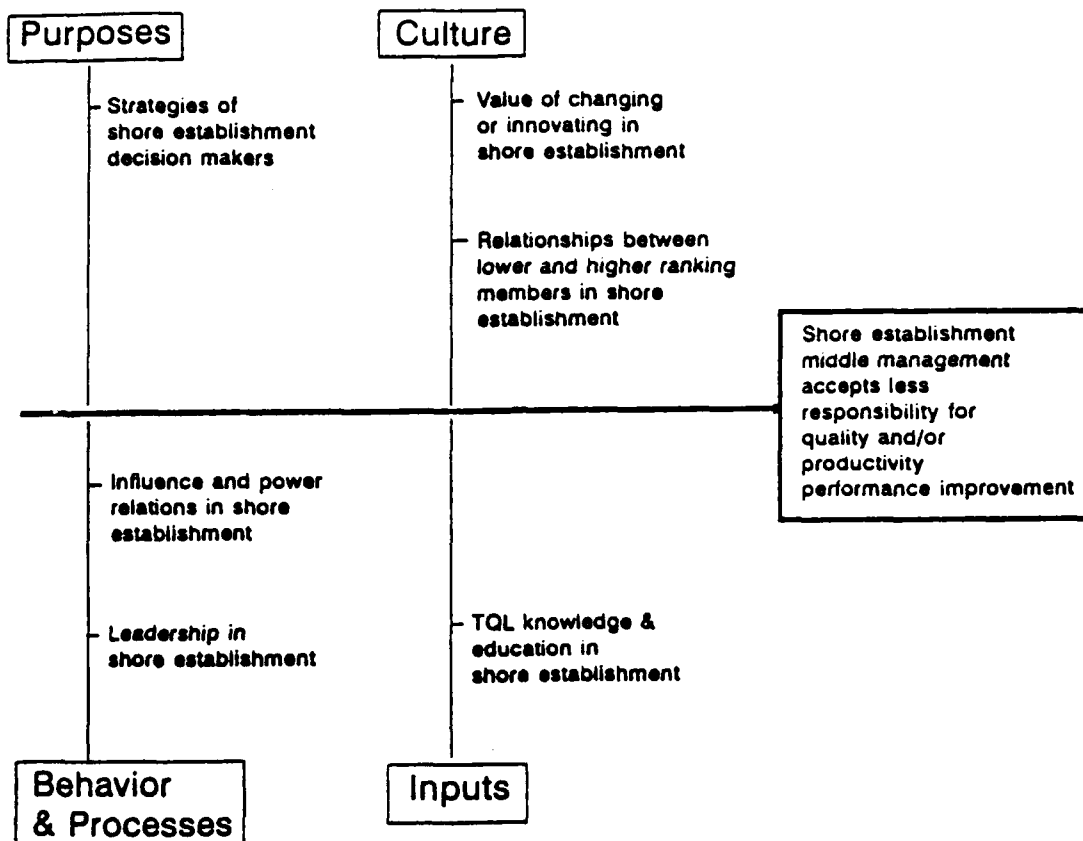 Purposes
Strategies of
shore establishment
decision makers
Culture
Value of changing
or innovating in
shore establishment
Relationships between
lower and higher ranking
members in shore
establishment
Shore establishment
middle management
accepts less
responsibility for
quality and/or
productivity
performance improvement
Influence and power
relations in shore
establishment
Leadership in
shore establishment
Behavior
& Processes
TQL knowledge &
education in
shore establishment
Inputs